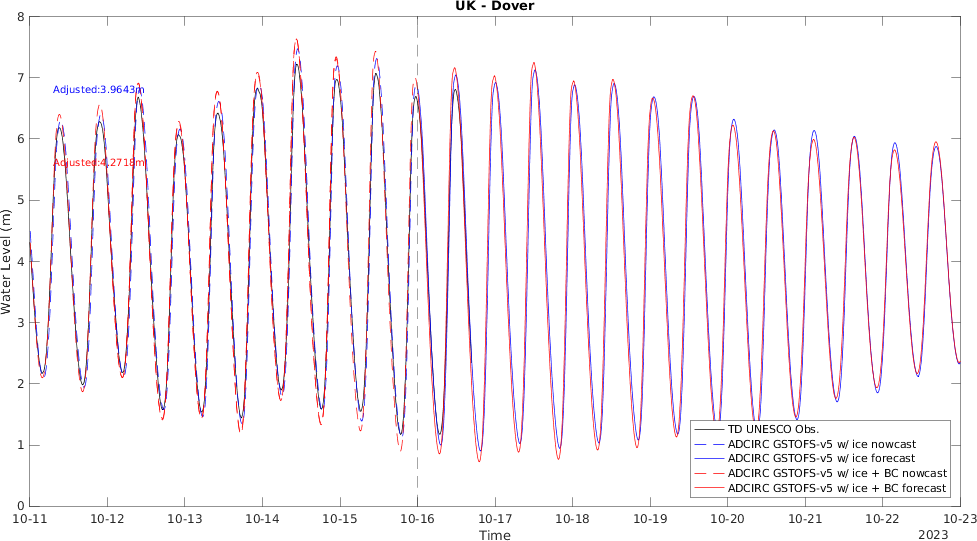 UK - Dover
8
7
6
5
4
3
2
1
0
Water Level (m)
Adjusted:3.9643m
Adjusted:4.2718m
TD UNESCO Obs.
ADCIRC GSTOFS-v5 w/ ice nowcast
ADCIRC GSTOFS-v5 w/ ice forecast
ADCIRC GSTOFS-v5 w/ ice + BC nowcast
ADCIRC GSTOFS-v5 w/ ice + BC forecast
10-11 10-12 10-13 10-14 10-15 10-16 10-17 10-18 10-19 10-20 10-21 10-22 10-23
Time
2023